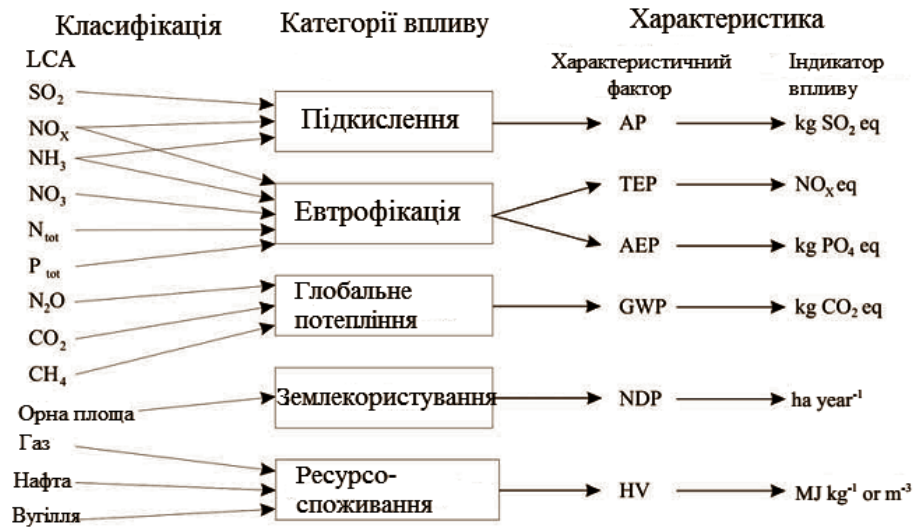 Класифікація Категорії впливу Характеристика
LCA Характеристичний фактор Індикатор впливу
SO₂
NOₓ Підкислення AP kg SO₂ eq
NH₃
NO₃ Евтрофікація TEP NOₓ eq
N tot
P tot AEP kg PO₄ eq
N₂O Глобальне потепління GWP kg CO₂ eq
CO₂
CH₄
Орна площа Землекористування NDP ha year⁻¹
Газ
Нафта Ресурсо-
споживання HV MJ kg⁻¹ or m⁻³
Вугілля